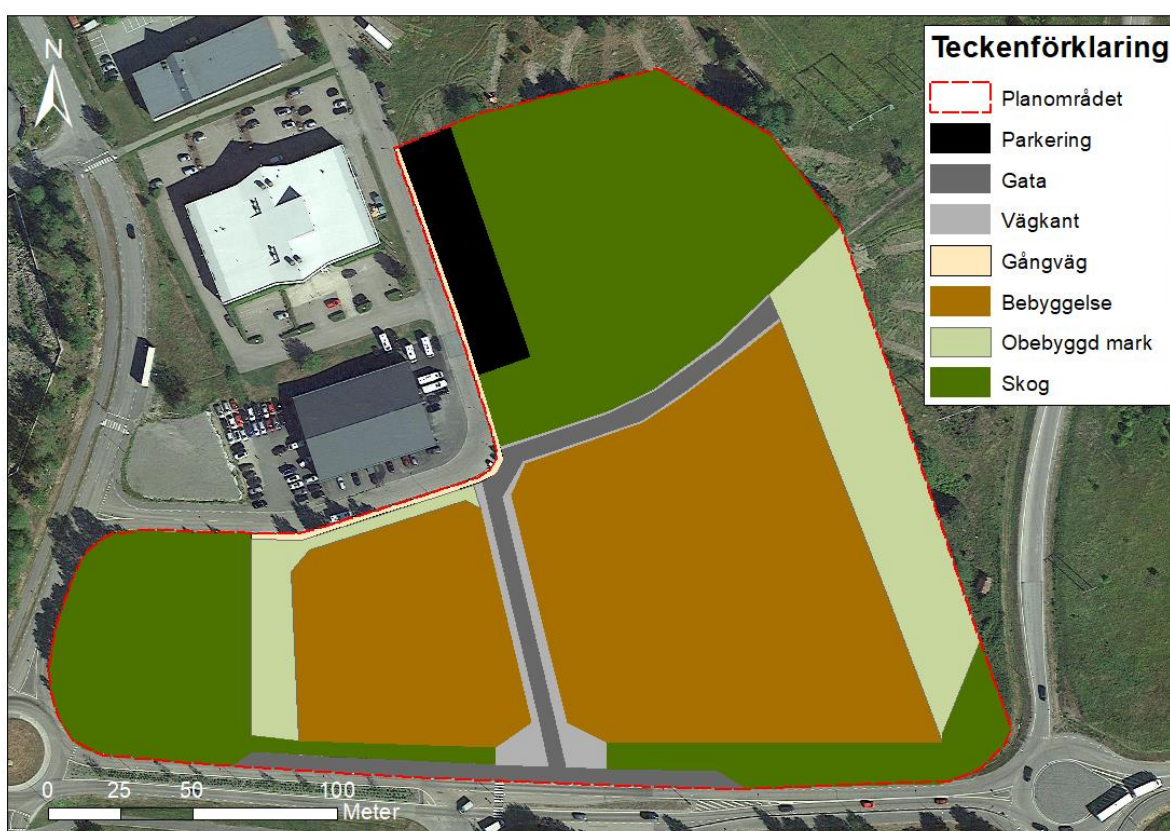 N
Teckenförklaring
Planområdet
Parkering
Gata
Vägkant
Gångväg
Bebyggelse
Obebyggd mark
Skog
0 25 50 100
Meter